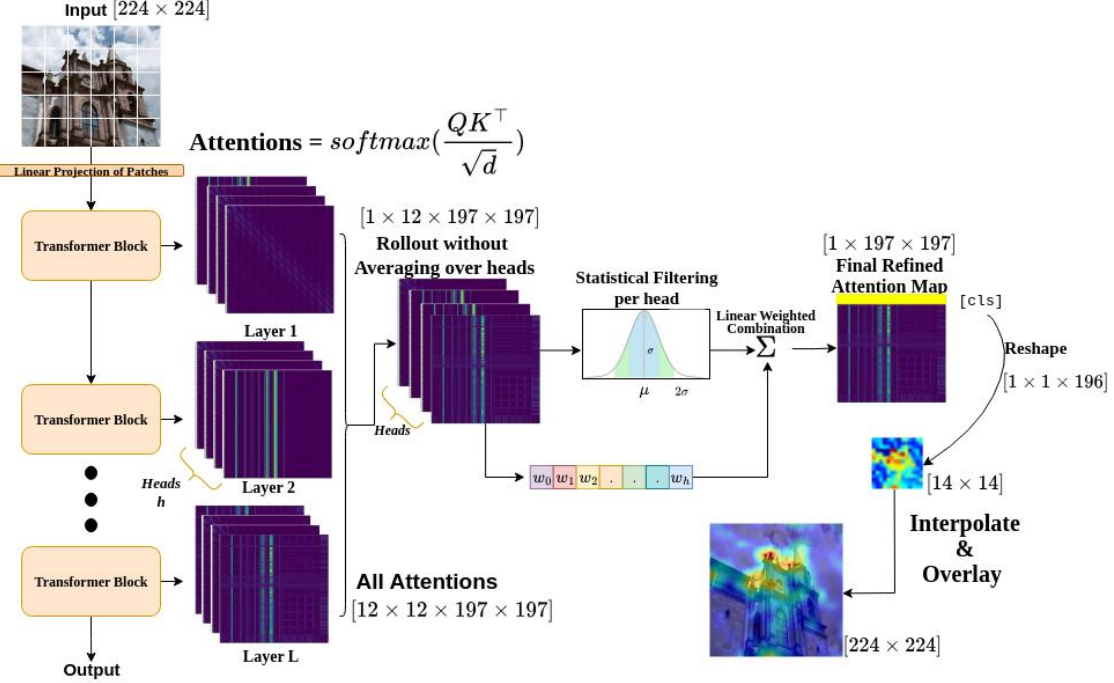 Input [224 × 224]
Linear Projection of Patches
Attentions = softmax(QK⊤/√d)
Transformer Block
Layer 1
Transformer Block
Heads
h
Layer 2
Transformer Block
Layer L
Output
All Attentions
[12 × 12 × 197 × 197]
[1 × 12 × 197 × 197]
Rollout without
Averaging over heads
Heads
Statistical Filtering
per head
σ
μ 2σ
w₀ w₁ w₂ . . . wₕ
Linear Weighted
Combination
Σ
[1 × 197 × 197]
Final Refined
Attention Map
[cls]
Reshape
[1 × 1 × 196]
[14 × 14]
Interpolate
&
Overlay
[224 × 224]